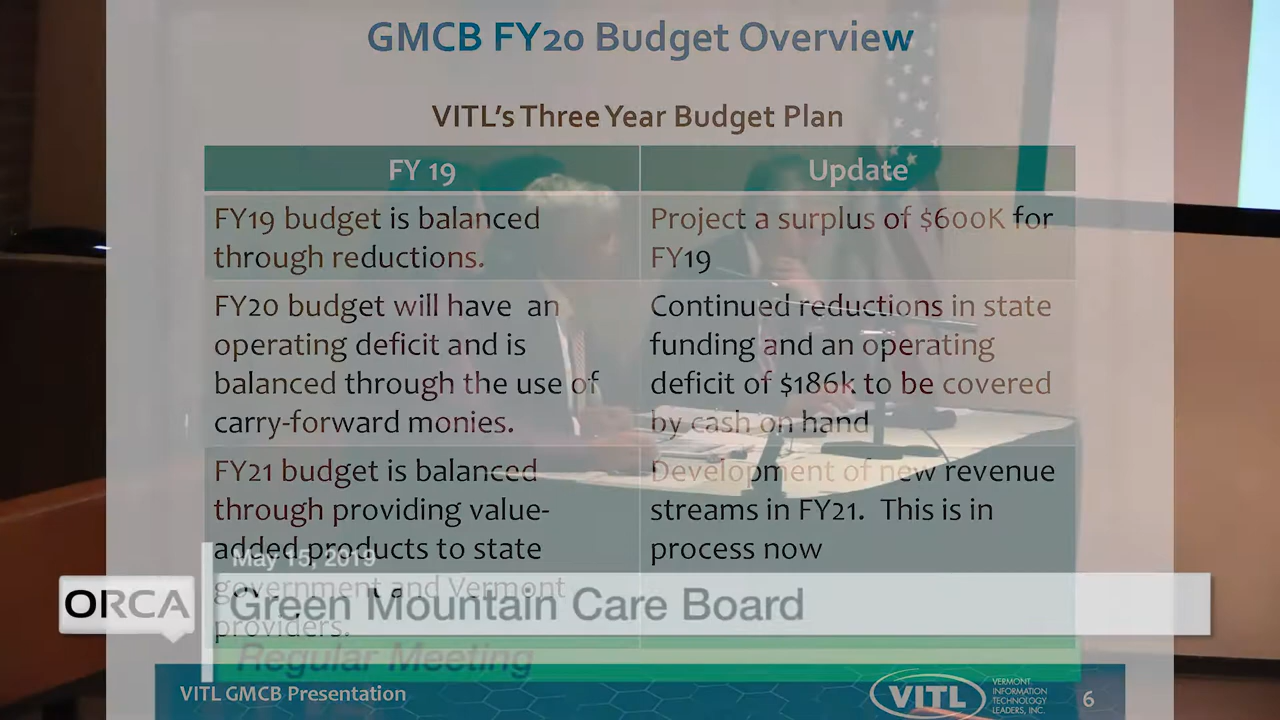 GMCB FY20 Budget Overview
VITL's Three Year Budget Plan
FY 19
Update
FY19 budget is balanced
through reductions.
Project a surplus of $600K for
FY19
FY20 budget will have an
operating deficit and is
balanced through the use of
carry-forward monies.
Continued reductions in state
funding and an operating
deficit of $186k to be covered
by cash on hand
FY21 budget is balanced
through providing value-
added products to state
government and Vermont
providers.
Development of new revenue
streams in FY21. This is in
process now
May 15, 2019
ORCA
Green Mountain Care Board
Regular Meeting
VITL GMCB Presentation
VITL
VERMONT
INFORMATION
TECHNOLOGY
LEADERS, INC.
6